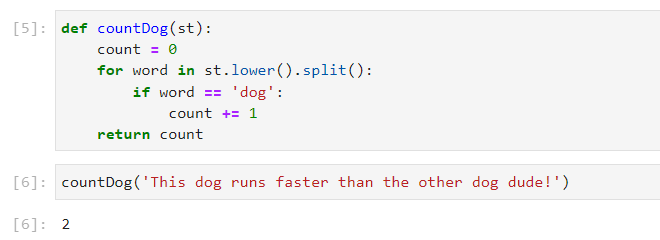 [5]: def countDog(st):
    count = 0
    for word in st.lower().split():
        if word == 'dog':
            count += 1
    return count
[6]: countDog('This dog runs faster than the other dog dude!')
[6]: 2